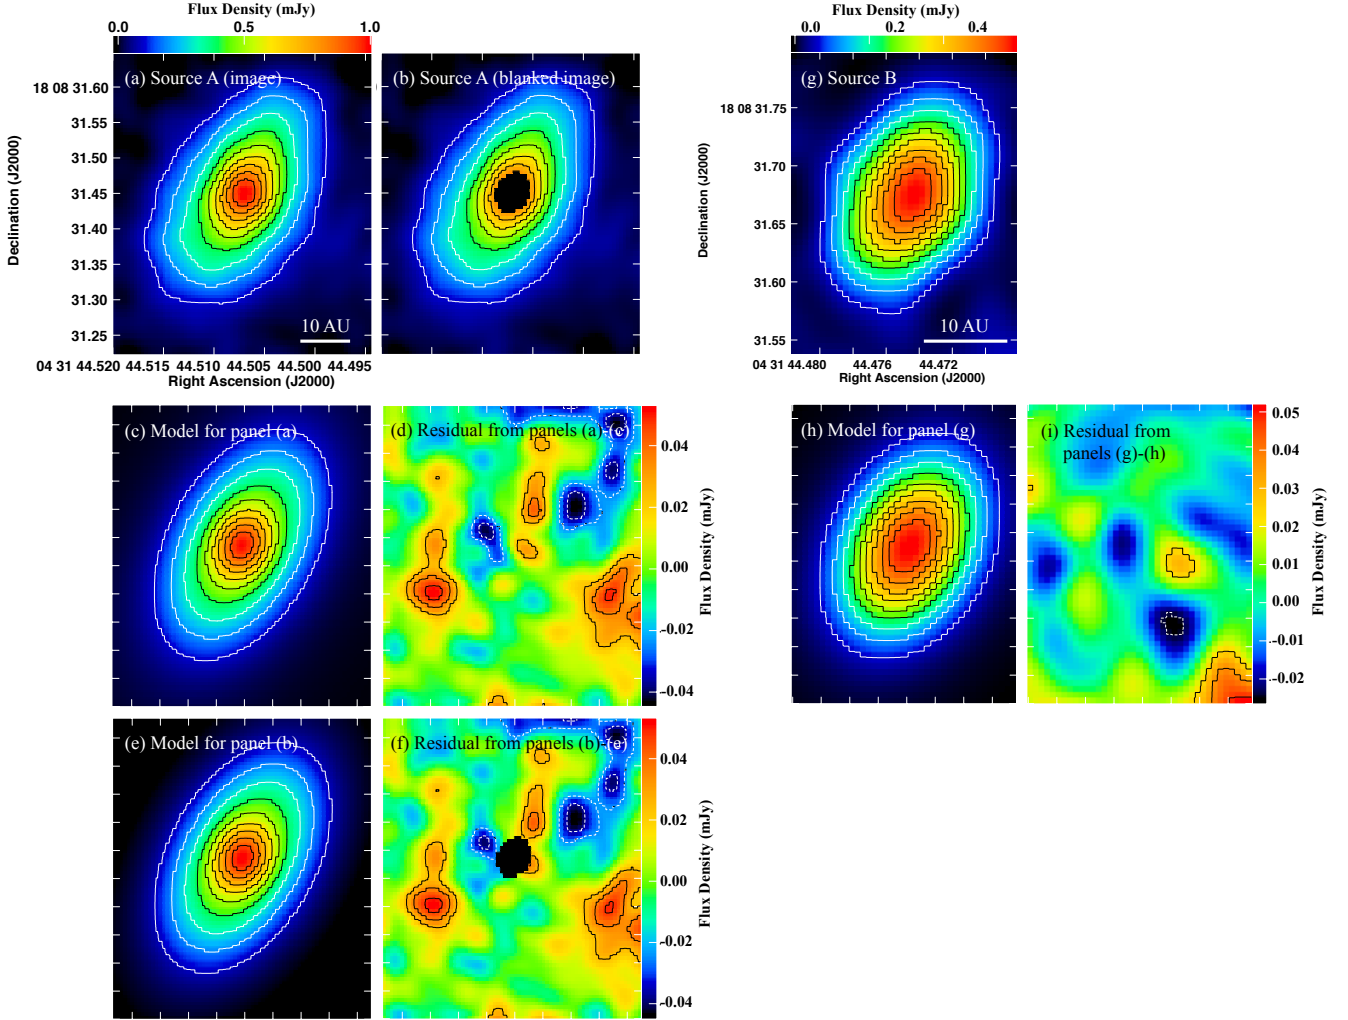 Flux Density (mJy)
0.0 0.5 1.0
(a) Source A (image)
(b) Source A (blanked image)
18 08 31.60
31.55
31.50
31.45
31.40
31.35
31.30
31.25
Declination (J2000)
10 AU
04 31 44.520 44.515 44.510 44.505 44.500 44.495
Right Ascension (J2000)
Flux Density (mJy)
0.0 0.2 0.4
(g) Source B
18 08 31.75
31.70
31.65
31.60
31.55
Declination (J2000)
10 AU
04 31 44.480 44.476 44.472
Right Ascension (J2000)
(c) Model for panel (a)
(d) Residual from panels (a)-(c)
0.04
0.02
0.00
-0.02
-0.04
Flux Density (mJy)
(h) Model for panel (g)
(i) Residual from
panels (g)-(h)
0.05
0.04
0.03
0.02
0.01
0.00
-0.01
-0.02
Flux Density (mJy)
(e) Model for panel (b)
(f) Residual from panels (b)-(e)
0.04
0.02
0.00
-0.02
-0.04
Flux Density (mJy)